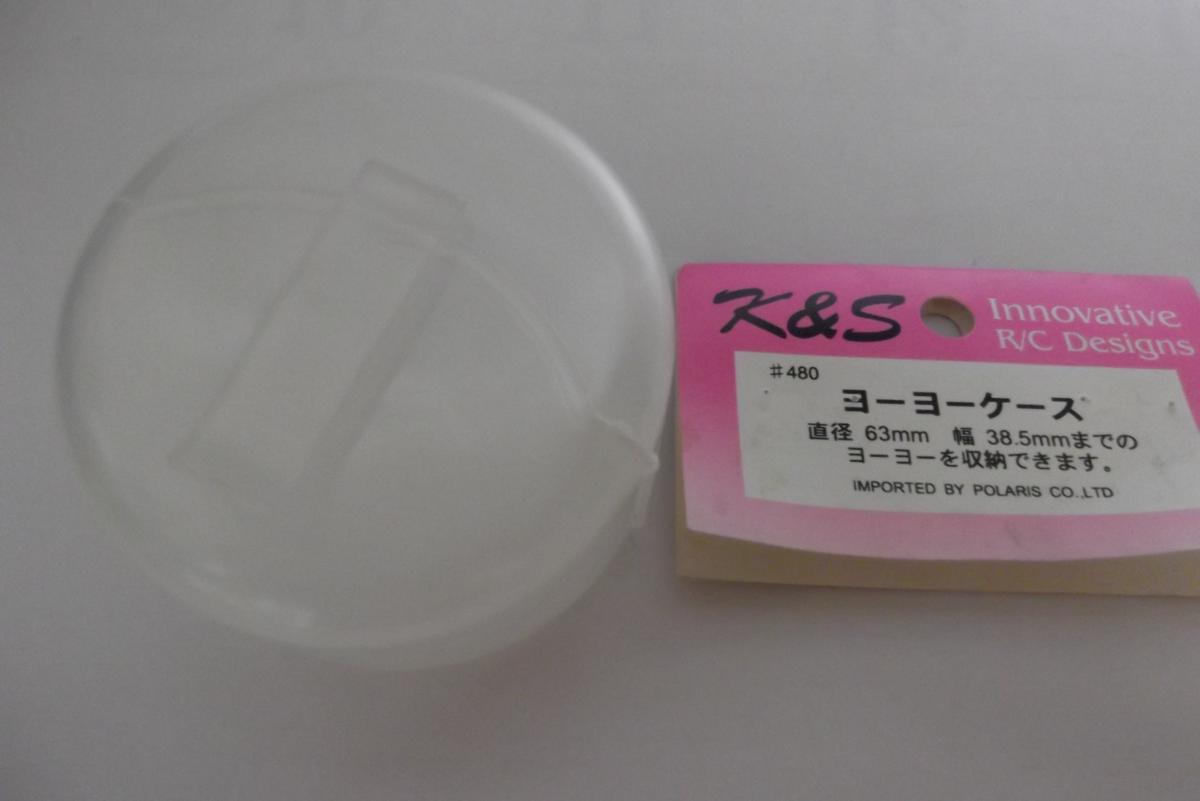 K&S
Innovative
R/C Designs
♯480
ヨーヨーケース
直径 63mm 幅 38.5mmまでの
ヨーヨーを収納できます。
IMPORTED BY POLARIS CO.,LTD